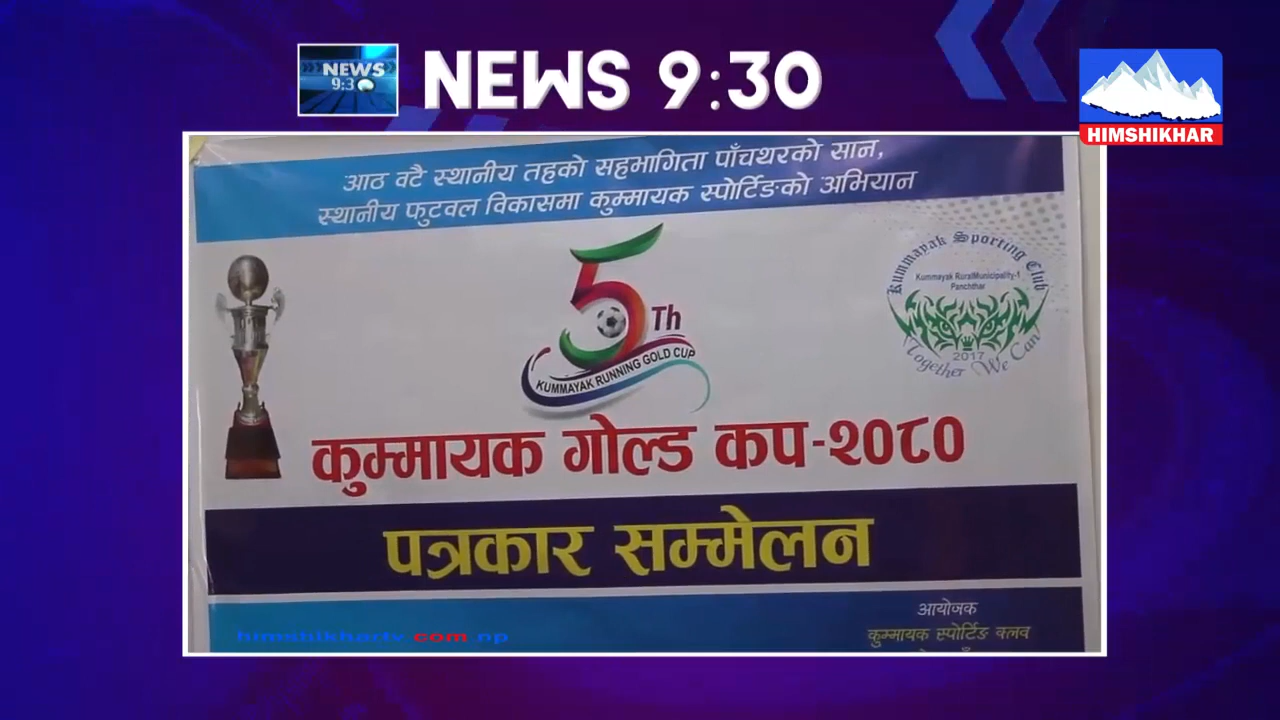 NEWS 9:30
NEWS
9:3
HIMSHIKHAR
आठ वटै स्थानीय तहको सहभागिता पाँचथरको सान,
स्थानीय फुटवल विकासमा कुम्मायक स्पोर्टिङको अभियान
5Th
KUMMAYAK RUNNING GOLD CUP
Kummayak Sporting Club
Kummayak RuralMunicipality-1
Panchthar
2017
Together We Can
कुम्मायक गोल्ड कप-२०८०
पत्रकार सम्मेलन
आयोजक
कुम्मायक स्पोर्टिङ क्लव
himshikhartv.com.np